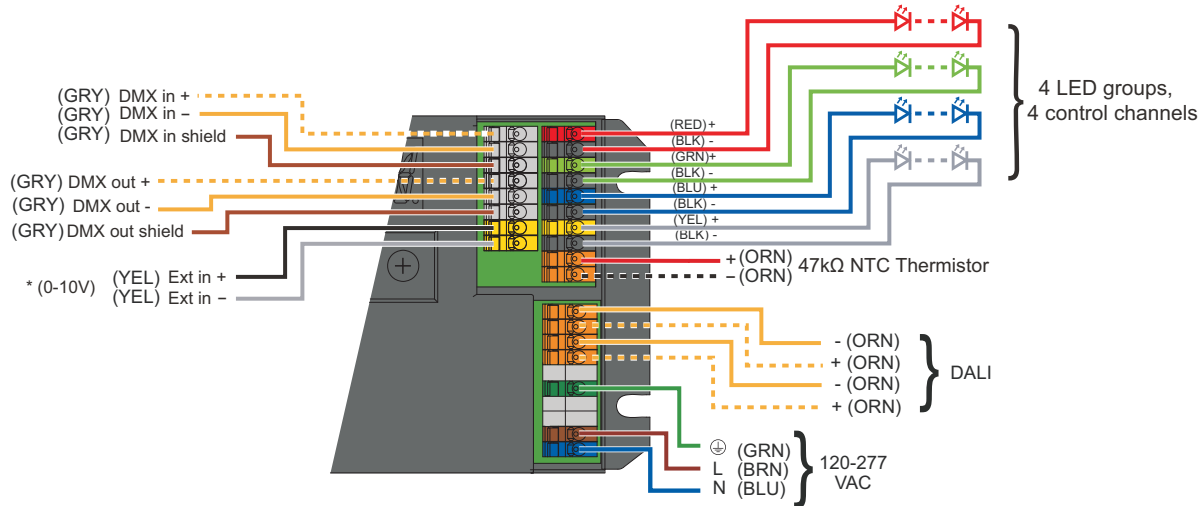 (GRY) DMX in +
(GRY) DMX in –
(GRY) DMX in shield
(GRY) DMX out +
(GRY) DMX out -
(GRY) DMX out shield
* (0-10V)
(YEL) Ext in +
(YEL) Ext in –
(RED)+
(BLK) -
(GRN)+
(BLK) -
(BLU) +
(BLK) -
(YEL) +
(BLK) -
4 LED groups,
4 control channels
+ (ORN)
– (ORN)
47kΩ NTC Thermistor
- (ORN)
+ (ORN)
- (ORN)
+ (ORN)
DALI
(GRN)
L (BRN)
N (BLU)
120-277
VAC